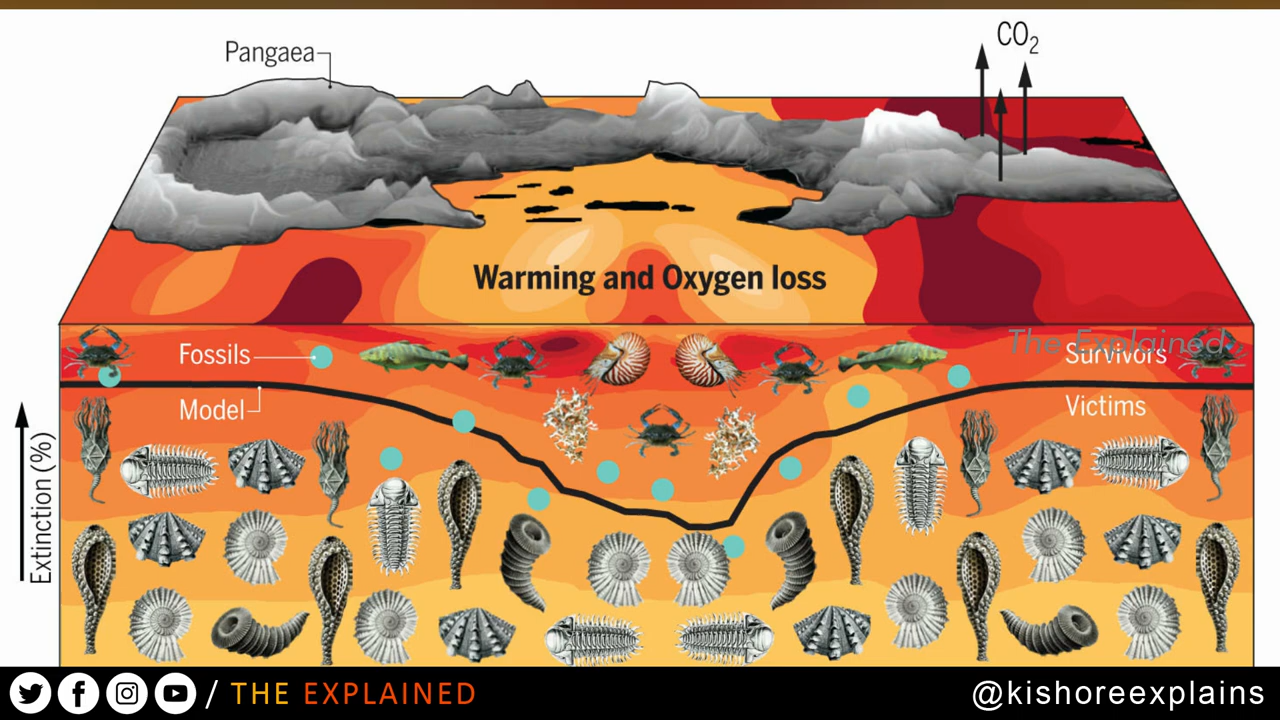 Pangaea
CO₂
Warming and Oxygen loss
The Explained
Fossils
Survivors
Model
Victims
Extinction (%)
/ THE EXPLAINED
@kishoreexplains